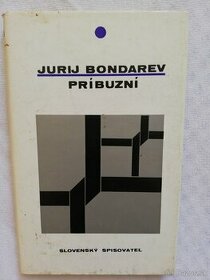 JURIJ BONDAREV
PRÍBUZNÍ
SLOVENSKÝ SPISOVATEĽ